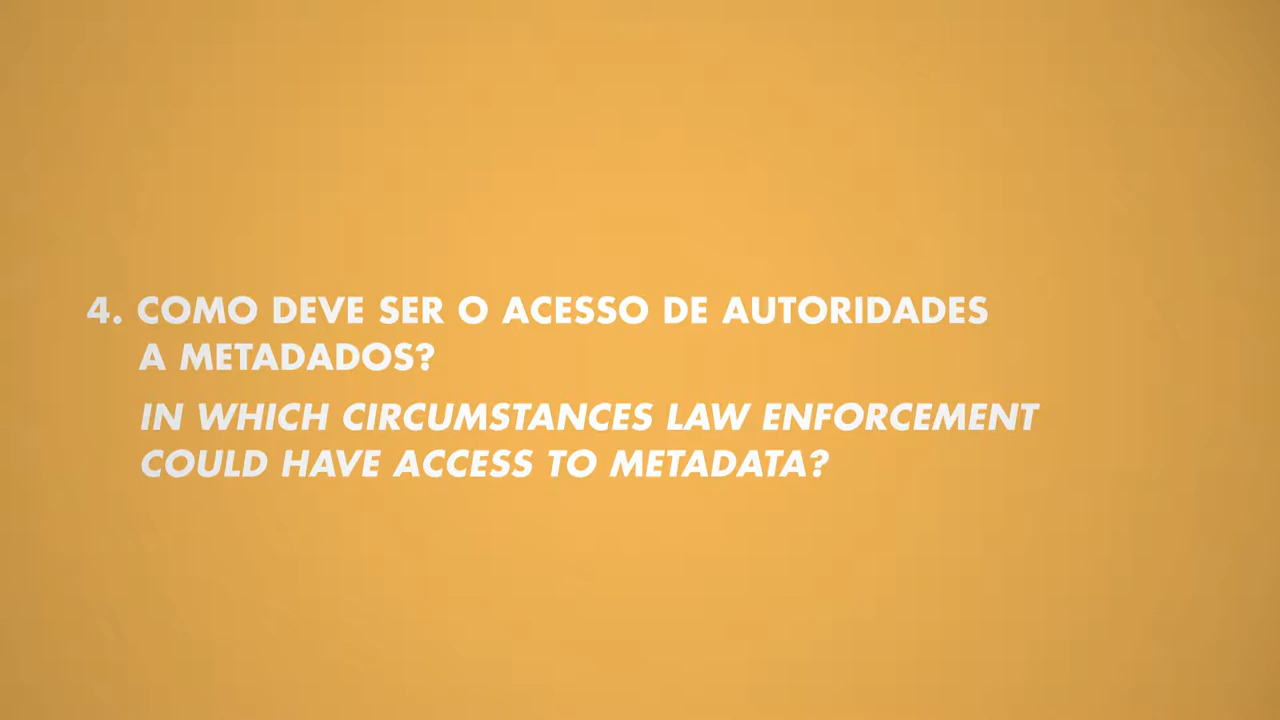 4. COMO DEVE SER O ACESSO DE AUTORIDADES
A METADADOS?
IN WHICH CIRCUMSTANCES LAW ENFORCEMENT
COULD HAVE ACCESS TO METADATA?